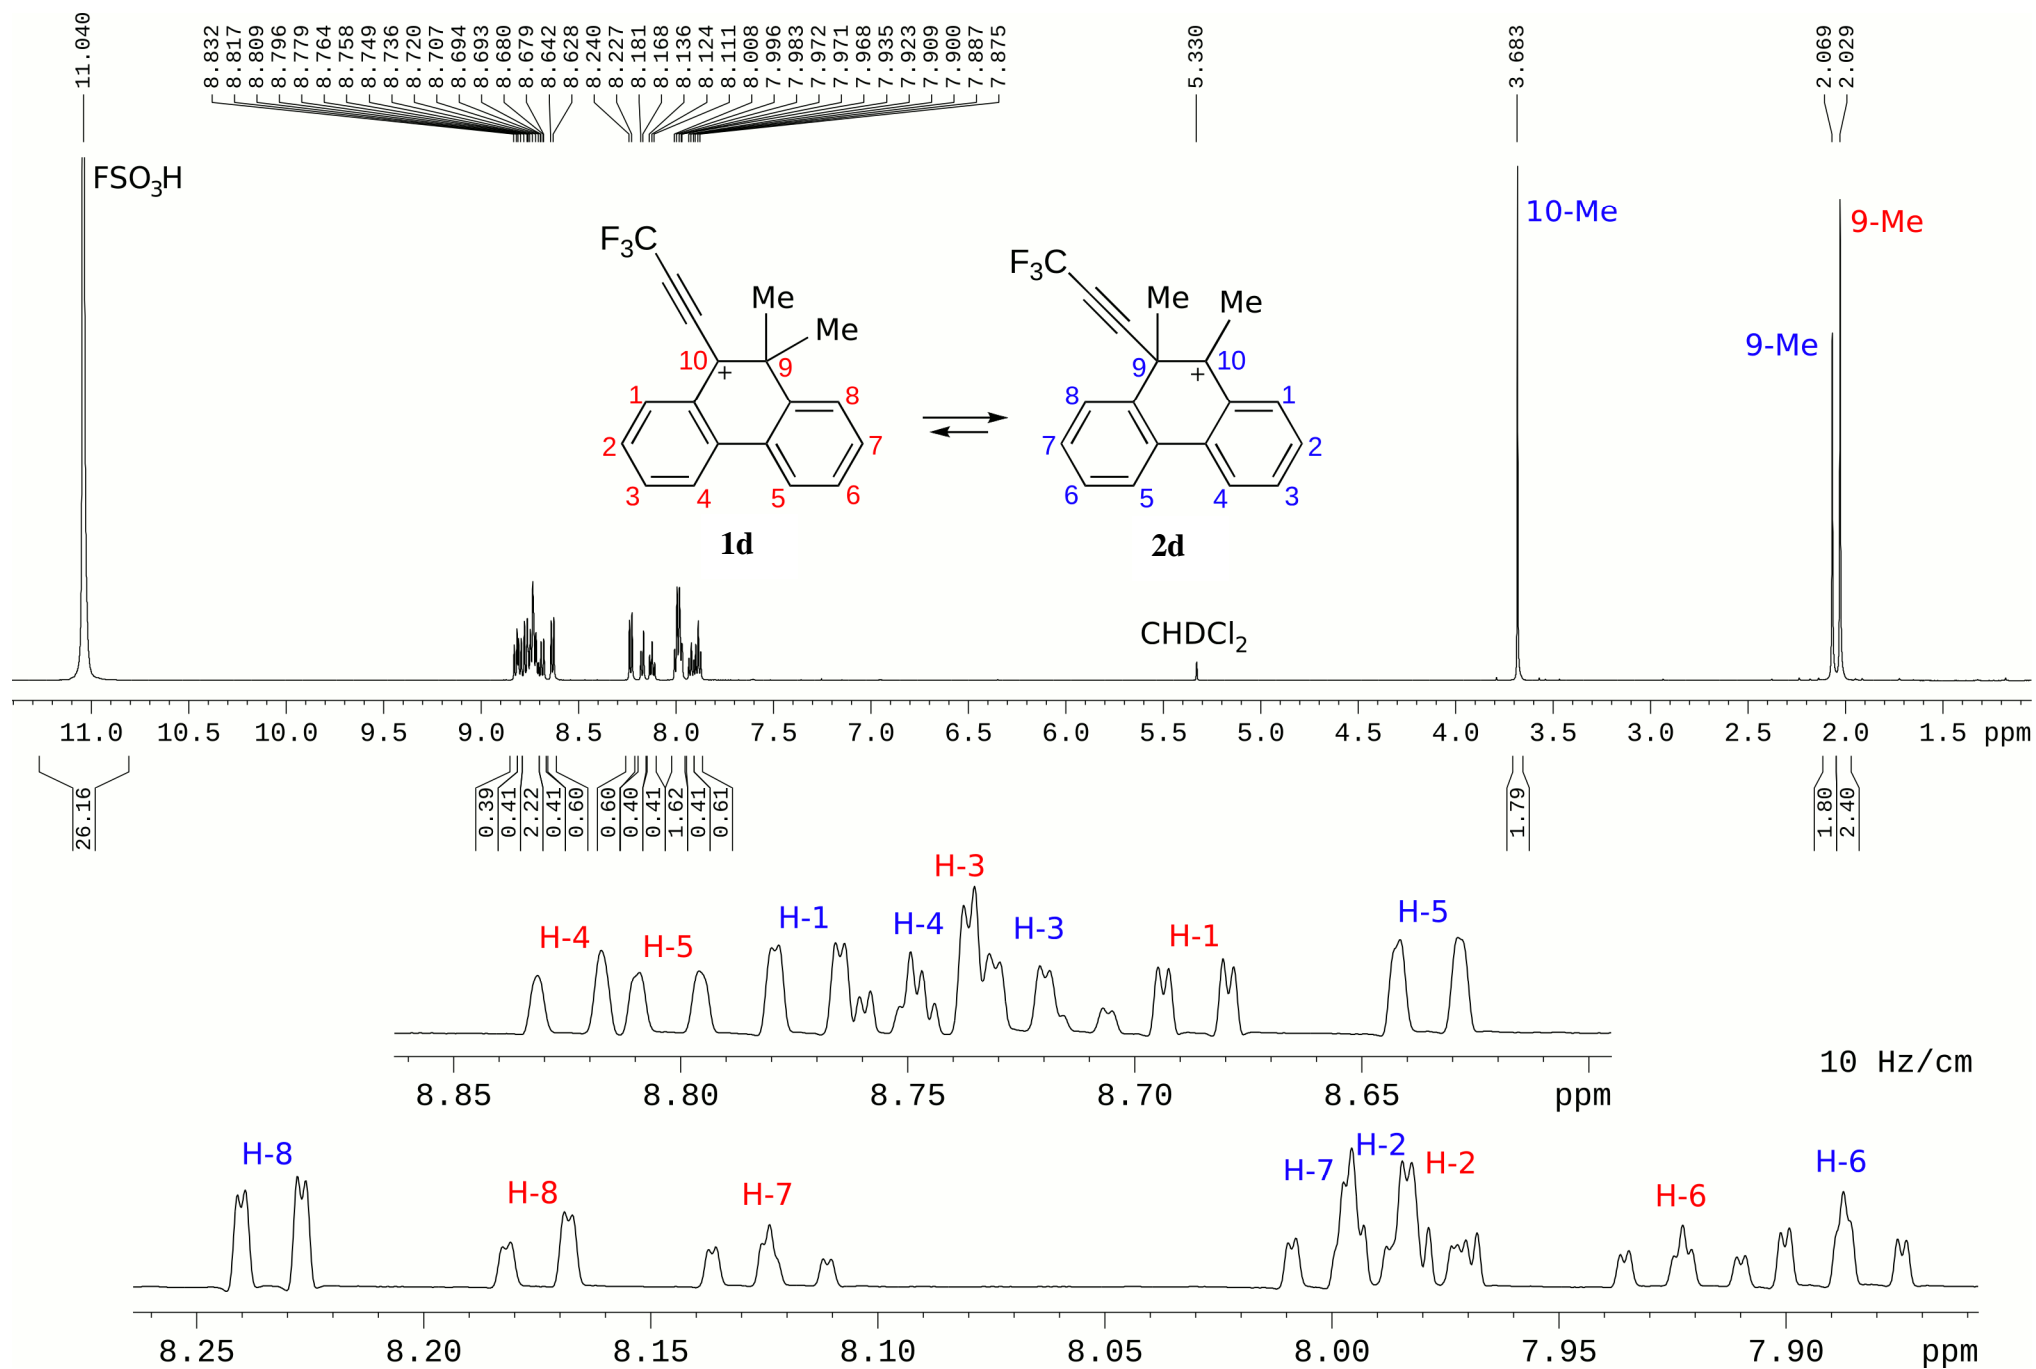 11.040 8.832 8.817 8.809 8.796 8.779 8.764 8.758 8.749 8.736 8.720 8.707 8.694 8.693 8.680 8.679 8.642 8.628 8.240 8.227 8.181 8.168 8.136 8.124 8.111 8.008 7.996 7.983 7.972 7.971 7.968 7.935 7.923 7.909 7.900 7.887 7.875 5.330 3.683 2.069 2.029
FSO3H
10-Me 9-Me
F3C F3C
Me Me Me
Me
9-Me
10 + 9 9 10 +
1 8 8 1
2 7 7 2
3 4 5 6 6 5 4 3
1d 2d
CHDCl2
11.0 10.5 10.0 9.5 9.0 8.5 8.0 7.5 7.0 6.5 6.0 5.5 5.0 4.5 4.0 3.5 3.0 2.5 2.0 1.5 ppm
26.16 0.39 0.41 2.22 0.41 0.60 0.60 0.40 0.41 1.62 0.41 0.61 1.79 1.80 2.40
H-4 H-5 H-1 H-4 H-3 H-3 H-1 H-5
8.85 8.80 8.75 8.70 8.65 ppm
10 Hz/cm
H-8 H-8 H-7 H-7 H-2 H-2 H-6 H-6
8.25 8.20 8.15 8.10 8.05 8.00 7.95 7.90 ppm